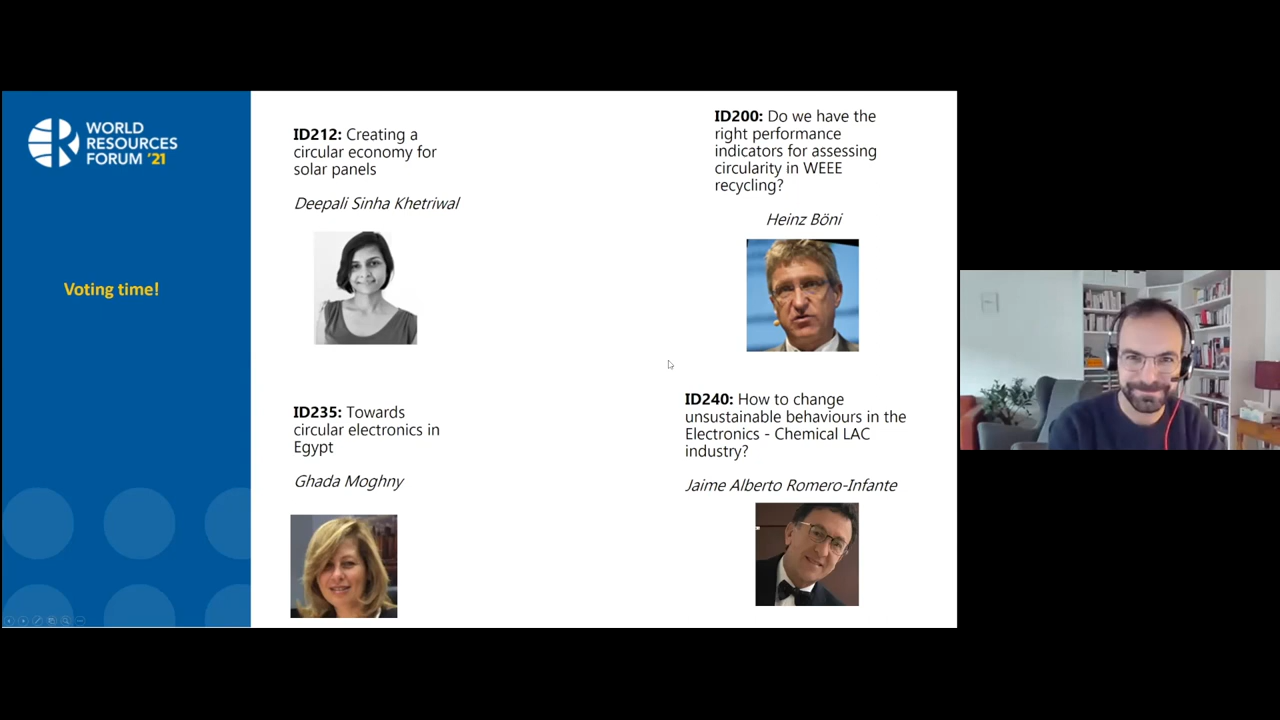 WORLD
RESOURCES
FORUM '21
Voting time!
ID212: Creating a
circular economy for
solar panels
Deepali Sinha Khetriwal
ID200: Do we have the
right performance
indicators for assessing
circularity in WEEE
recycling?
Heinz Böni
ID235: Towards
circular electronics in
Egypt
Ghada Moghny
ID240: How to change
unsustainable behaviours in the
Electronics - Chemical LAC
industry?
Jaime Alberto Romero-Infante